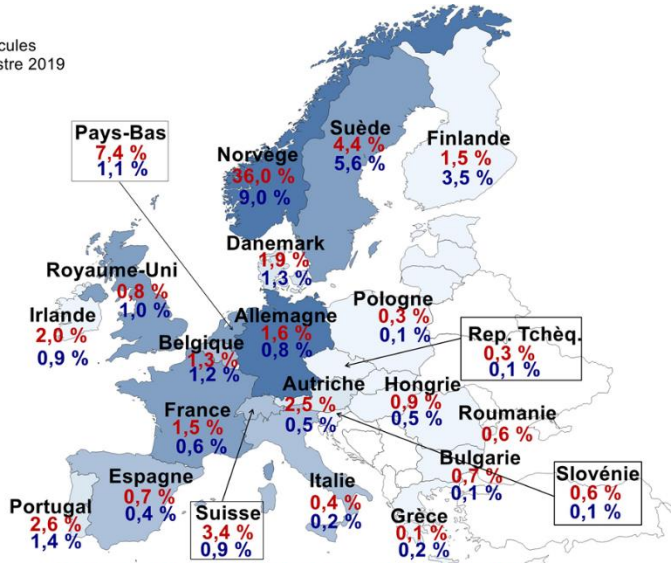 cules
stre 2019
Pays-Bas
7,4 %
1,1 %
Suède
4,4 %
5,6 %
Finlande
1,5 %
3,5 %
Norvège
36,0 %
9,0 %
Danemark
1,9 %
1,3 %
Royaume-Uni
0,8 %
1,0 %
Irlande
2,0 %
0,9 %
Allemagne
1,6 %
0,8 %
Pologne
0,3 %
0,1 %
Rep. Tchèq.
0,3 %
0,1 %
Belgique
1,3 %
1,2 %
Autriche
2,5 %
0,5 %
Hongrie
0,9 %
0,5 %
Roumanie
0,6 %
France
1,5 %
0,6 %
Bulgarie
0,7 %
0,1 %
Slovénie
0,6 %
0,1 %
Espagne
0,7 %
0,4 %
Portugal
2,6 %
1,4 %
Suisse
3,4 %
0,9 %
Italie
0,4 %
0,2 %
Grèce
0,1 %
0,2 %